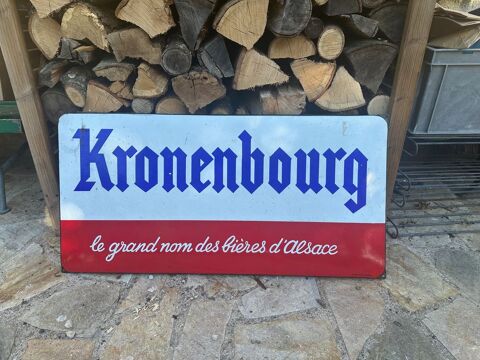 Kronenbourg
le grand nom des bières d'Alsace